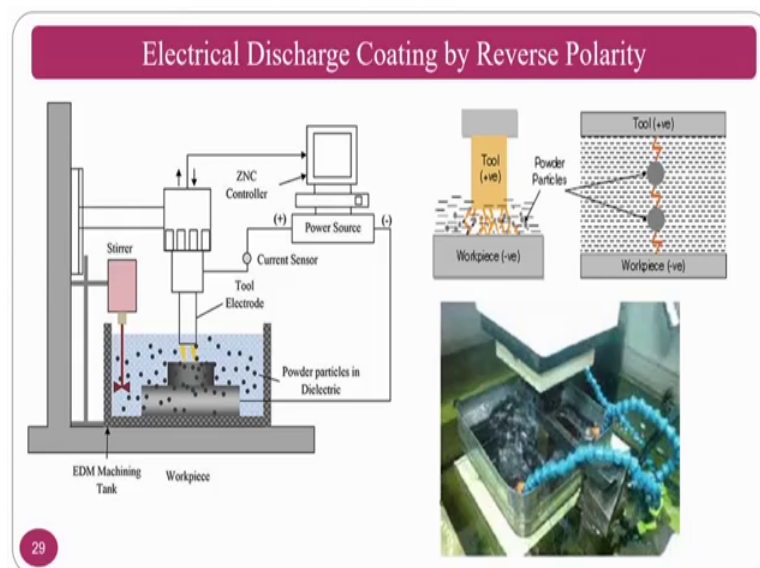 Electrical Discharge Coating by Reverse Polarity
ZNC
Controller
(+)
(-)
Power Source
Stirrer
Current Sensor
Tool
Electrode
Powder particles in
Dielectric
EDM Machining
Tank
Workpiece
Tool
(+ve)
Powder
Particles
Workpiece (-ve)
Tool (+ve)
Workpiece (-ve)
29